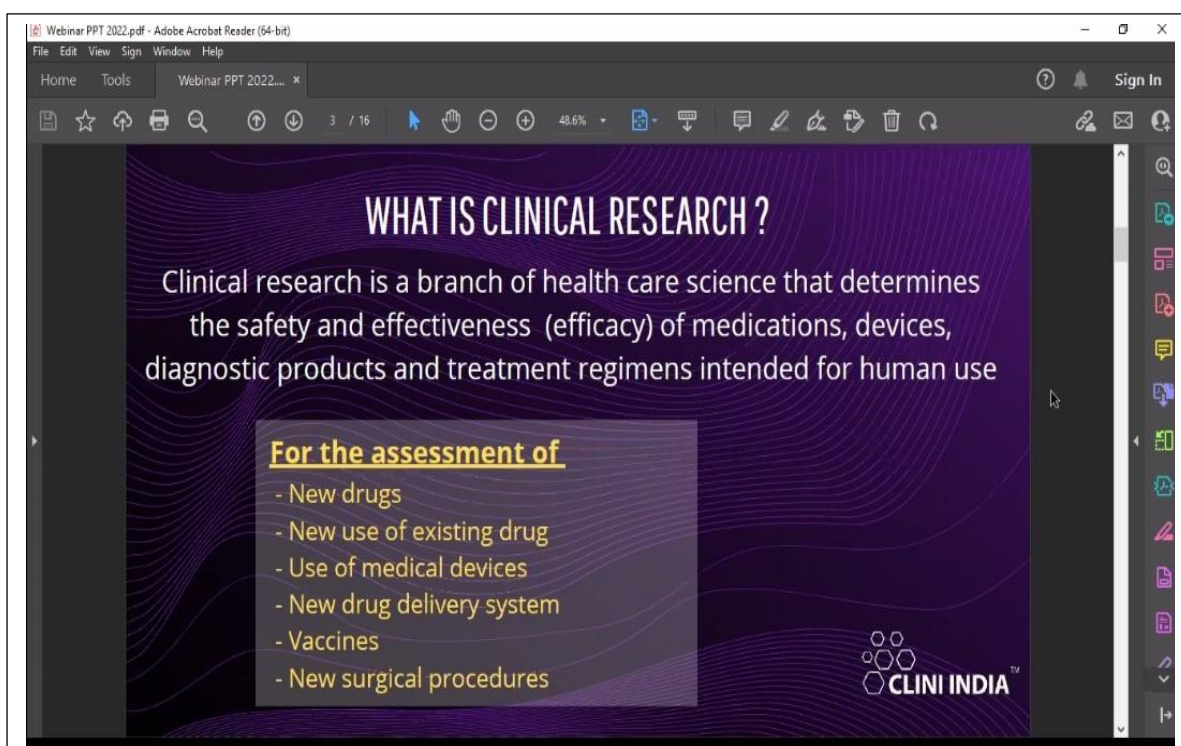 Webinar PPT 2022.pdf - Adobe Acrobat Reader (64-bit)
File Edit View Sign Window Help
Home Tools Webinar PPT 2022.... × Sign In
3 / 16 48.6%
WHAT IS CLINICAL RESEARCH ?
Clinical research is a branch of health care science that determines
the safety and effectiveness (efficacy) of medications, devices,
diagnostic products and treatment regimens intended for human use
For the assessment of
- New drugs
- New use of existing drug
- Use of medical devices
- New drug delivery system
- Vaccines
- New surgical procedures
CLINI INDIA™